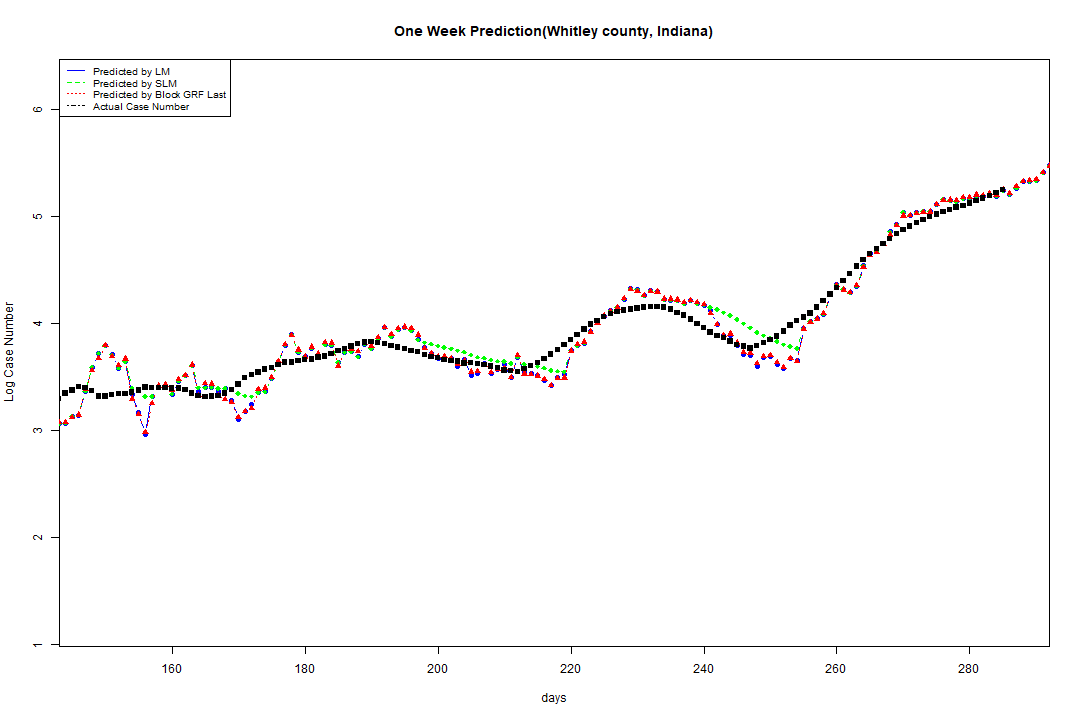 One Week Prediction(Whitley county, Indiana)
Predicted by LM
Predicted by SLM
Predicted by Block GRF Last
Actual Case Number
6
5
4
3
2
1
Log Case Number
160 180 200 220 240 260 280
days